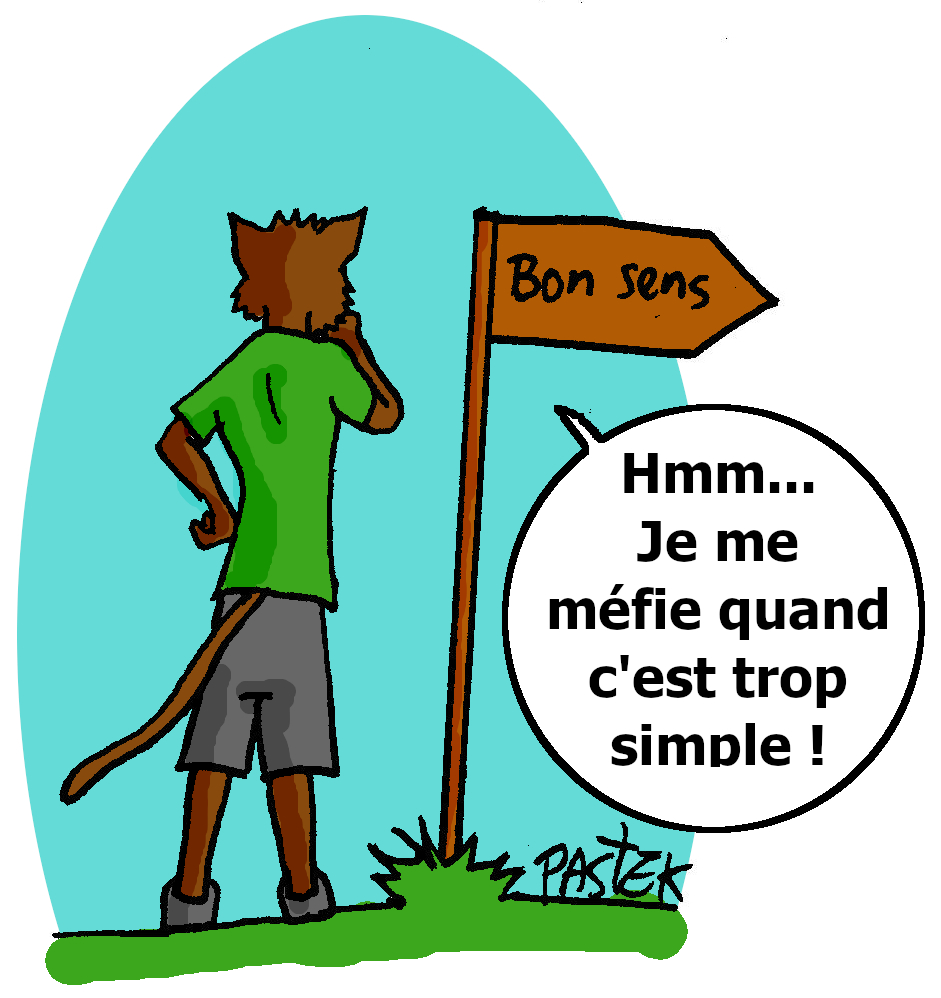 Bon sens
Hmm...
Je me
méfie quand
c'est trop
simple !
PASTEK